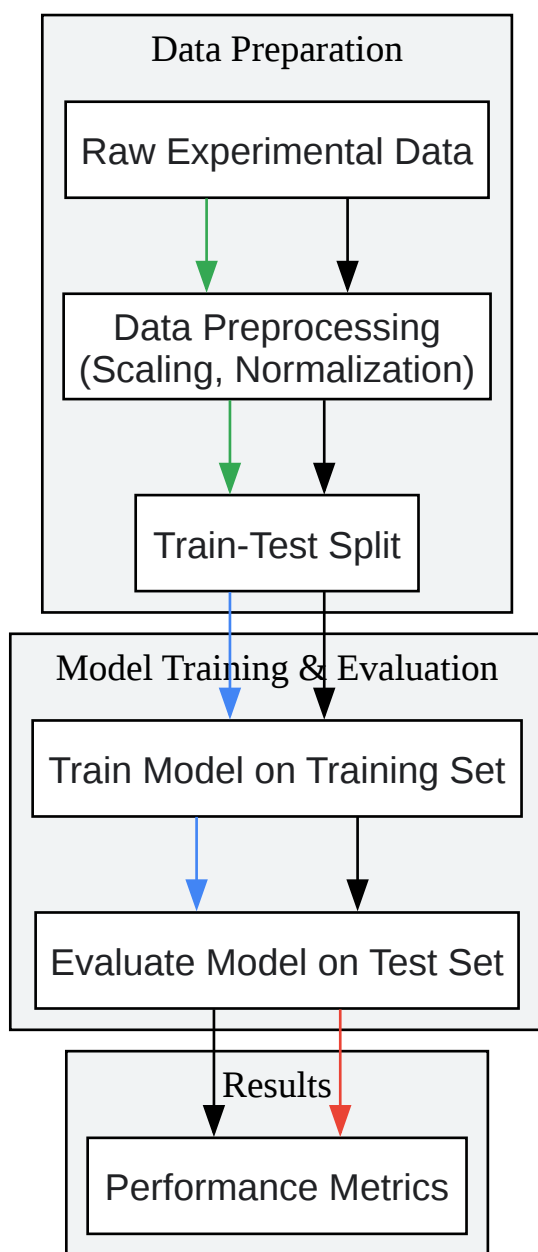 Data Preparation
Raw Experimental Data
Data Preprocessing
(Scaling, Normalization)
Train-Test Split
Model Training & Evaluation
Train Model on Training Set
Evaluate Model on Test Set
Results
Performance Metrics